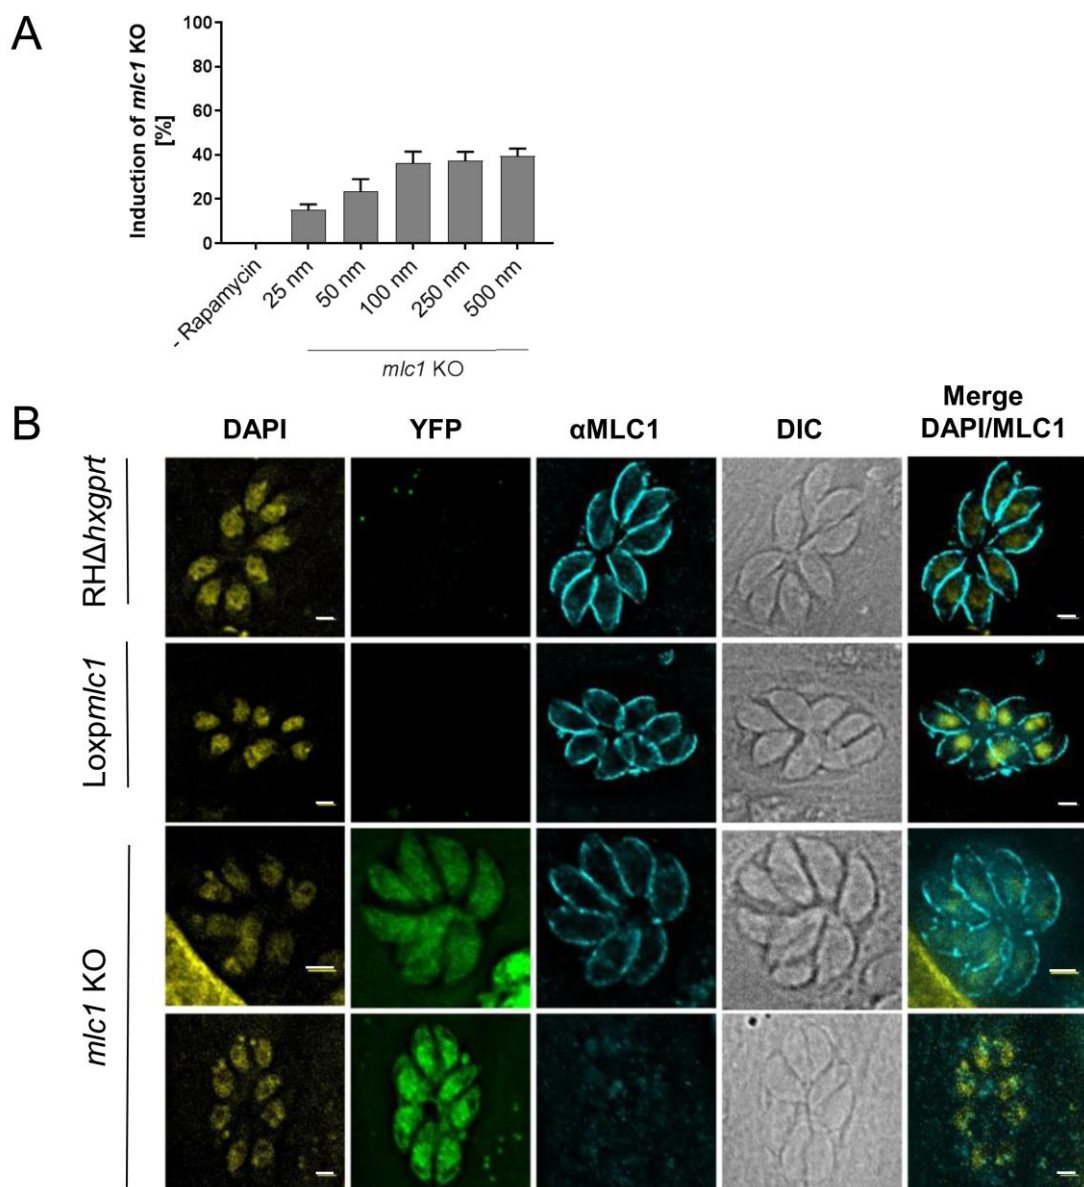 A
Induction of mlc1 KO
[%]
100
80
60
40
20
0
- Rapamycin
25 nm
50 nm
100 nm
250 nm
500 nm
mlc1 KO
B
DAPI
YFP
αMLC1
DIC
Merge
DAPI/MLC1
RHΔhxgprt
Loxpmlc1
mlc1 KO